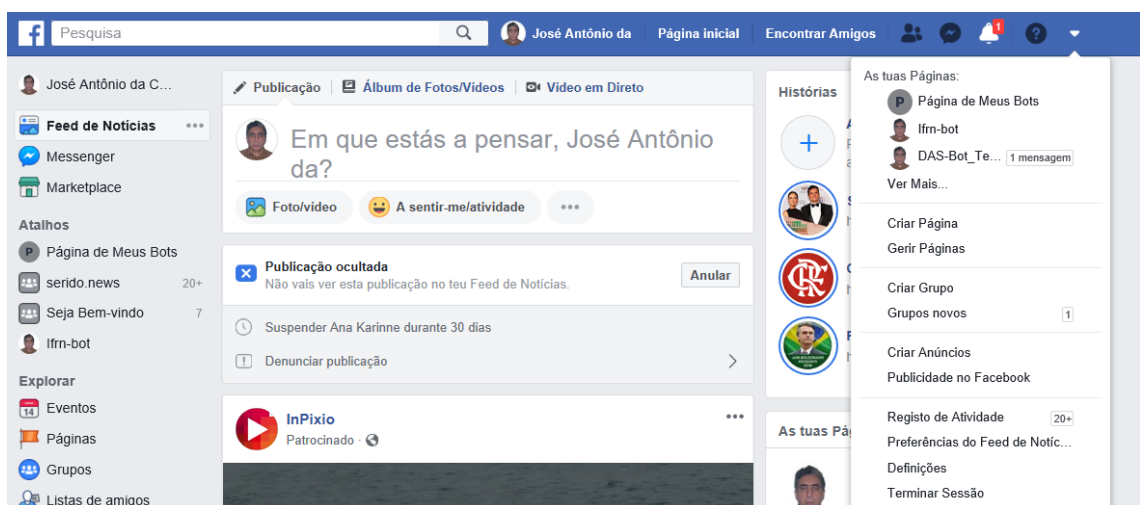 Pesquisa
José Antônio da
Página inicial
Encontrar Amigos
1
José Antônio da C...
Feed de Notícias
Messenger
Marketplace
Atalhos
P Página de Meus Bots
serido.news 20+
Seja Bem-vindo 7
Ifrn-bot
Explorar
14 Eventos
Páginas
Grupos
Listas de amigos
Publicação
Álbum de Fotos/Vídeos
Vídeo em Direto
Em que estás a pensar, José Antônio
da?
Foto/vídeo
A sentir-me/atividade
Publicação ocultada
Não vais ver esta publicação no teu Feed de Notícias.
Anular
Suspender Ana Karinne durante 30 dias
Denunciar publicação
InPixio
Patrocinado ·
Histórias
As tuas Pá
As tuas Páginas:
P Página de Meus Bots
Ifrn-bot
DAS-Bot_Te... 1 mensagem
Ver Mais...
Criar Página
Gerir Páginas
Criar Grupo
Grupos novos 1
Criar Anúncios
Publicidade no Facebook
Registo de Atividade 20+
Preferências do Feed de Notíc...
Definições
Terminar Sessão